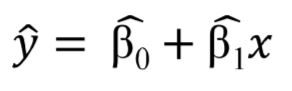 ŷ = β̂₀ + β̂₁x